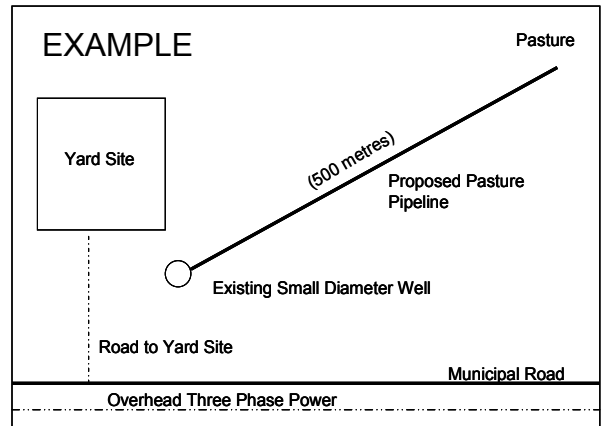 EXAMPLE
Pasture
Yard Site
(500 metres)
Proposed Pasture
Pipeline
Existing Small Diameter Well
Road to Yard Site
Municipal Road
Overhead Three Phase Power